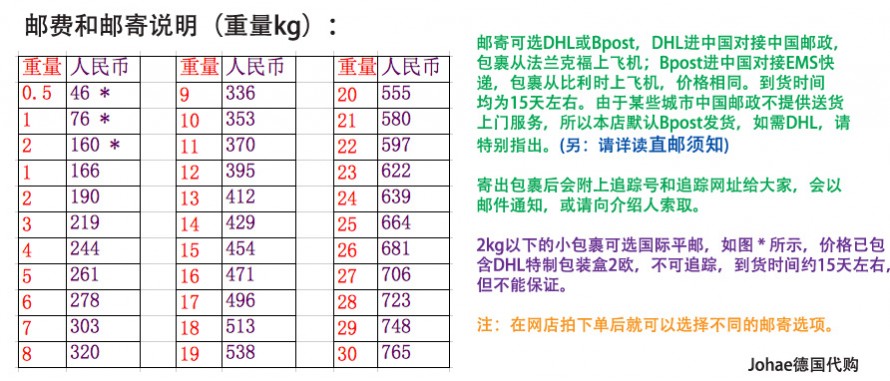 邮费和邮寄说明（重量kg）：
重量 人民币 重量 人民币 重量 人民币
0.5 46 * 9 336 20 555
1 76 * 10 353 21 580
2 160 * 11 370 22 597
1 166 12 395 23 622
2 190 13 412 24 639
3 219 14 429 25 664
4 244 15 454 26 681
5 261 16 471 27 706
6 278 17 496 28 723
7 303 18 513 29 748
8 320 19 538 30 765
邮寄可选DHL或Bpost，DHL进中国对接中国邮政，
包裹从法兰克福上飞机；Bpost进中国对接EMS快
递，包裹从比利时上飞机，价格相同。到货时间
均为15天左右。由于某些城市中国邮政不提供送货
上门服务，所以本店默认Bpost发货，如需DHL，请
特别指出。(另：请详读直邮须知)
寄出包裹后会附上追踪号和追踪网址给大家，会以
邮件通知，或请向介绍人索取。
2kg以下的小包裹可选国际平邮，如图 * 所示，价格已包
含DHL特制包装盒2欧，不可追踪，到货时间约15天左右，
但不能保证。
注：在网店拍下单后就可以选择不同的邮寄选项。
Johae德国代购